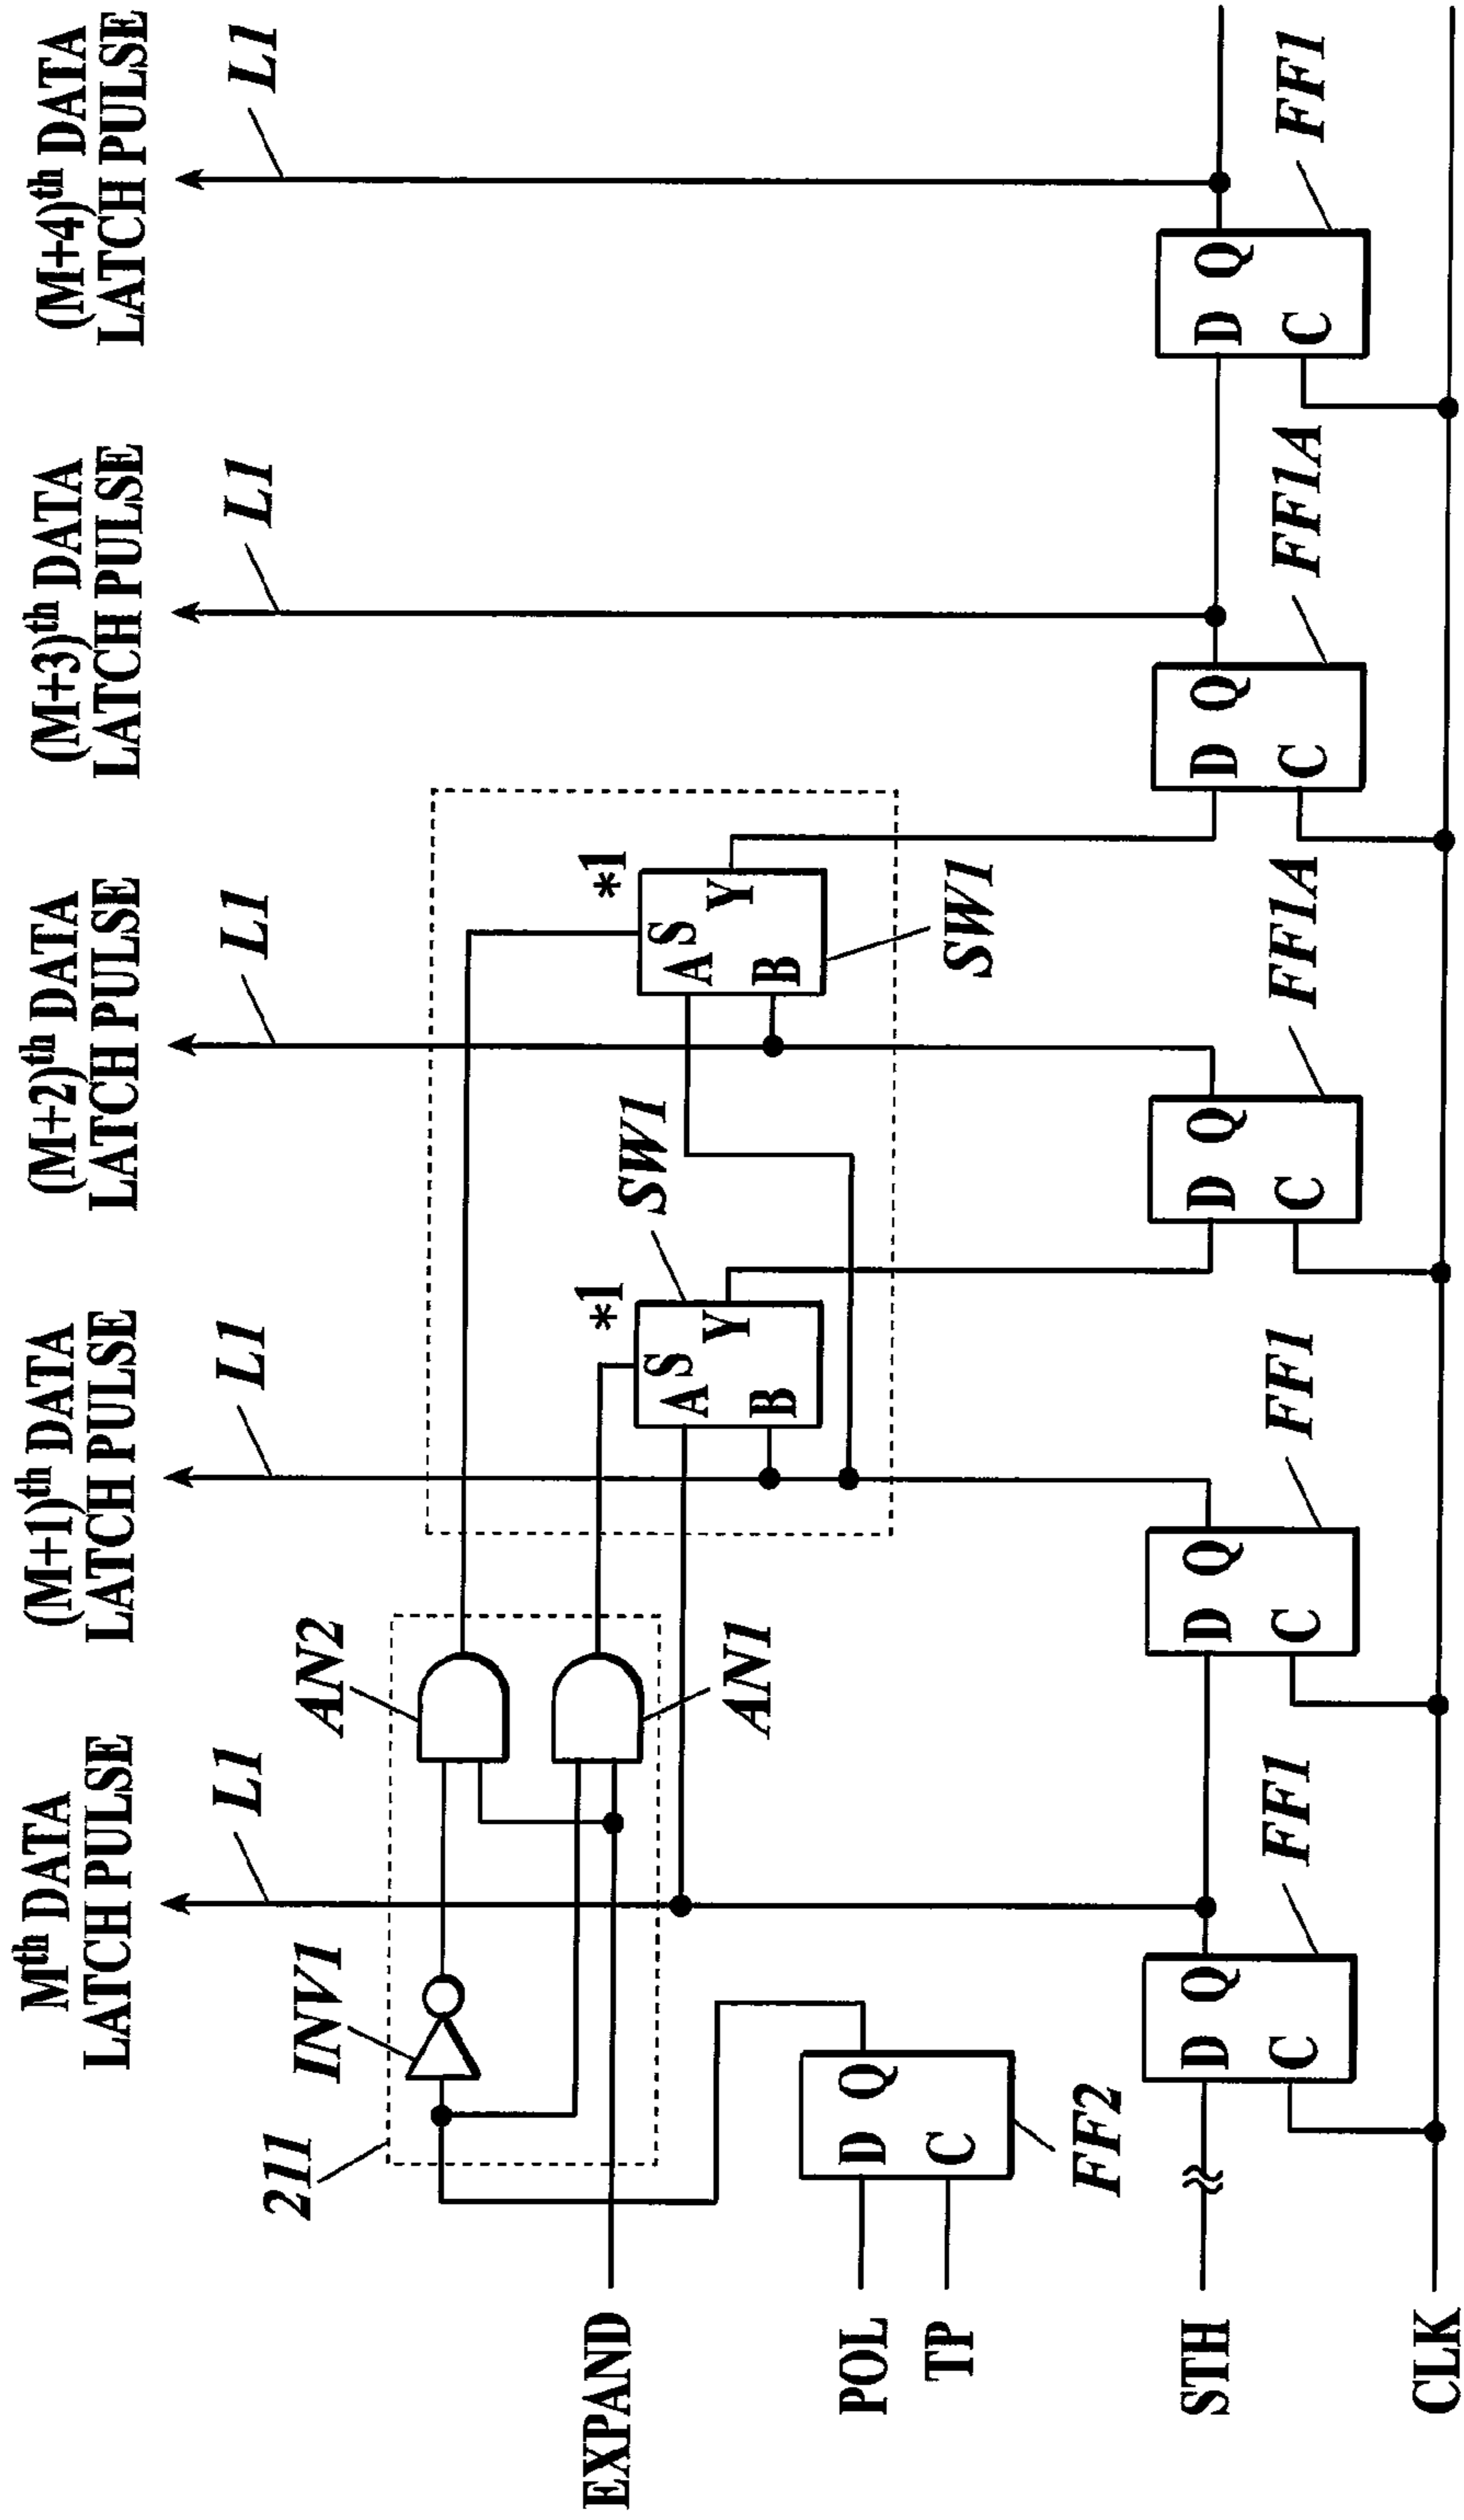 Mth DATA
LATCH PULSE
(M+1)th DATA
LATCH PULSE
(M+2)th DATA
LATCH PULSE
(M+3)th DATA
LATCH PULSE
(M+4)th DATA
LATCH PULSE
L1
L1
L1
L1
L1
211
INV1
AN2
AN1
*1
A
S
B
Y
SW1
*1
A
S
B
Y
SW1
EXPAND
POL
TP
D
Q
C
FF2
STH
D
Q
C
FF1
D
Q
C
FF1
D
Q
C
FF1A
D
Q
C
FF1A
D
Q
C
FF1
CLK